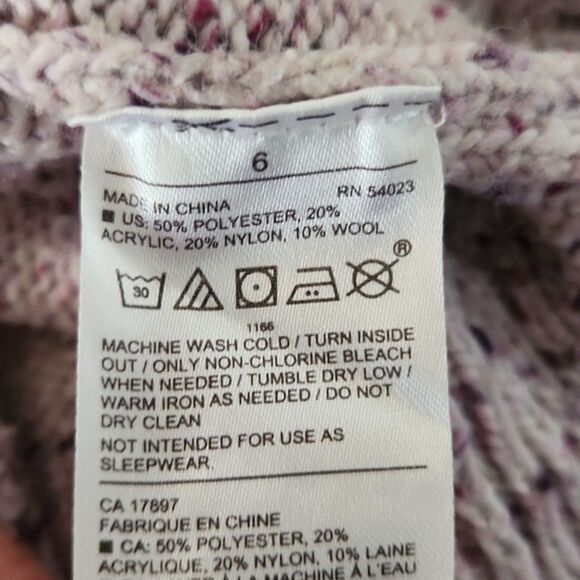 6
MADE IN CHINA RN 54023
■ US: 50% POLYESTER, 20%
ACRYLIC, 20% NYLON, 10% WOOL
30
®
1166
MACHINE WASH COLD / TURN INSIDE
OUT / ONLY NON-CHLORINE BLEACH
WHEN NEEDED / TUMBLE DRY LOW /
WARM IRON AS NEEDED / DO NOT
DRY CLEAN
NOT INTENDED FOR USE AS
SLEEPWEAR.
CA 17897
FABRIQUE EN CHINE
■ CA: 50% POLYESTER, 20%
ACRYLIQUE, 20% NYLON, 10% LAINE
À LA MACHINE À L'EAU